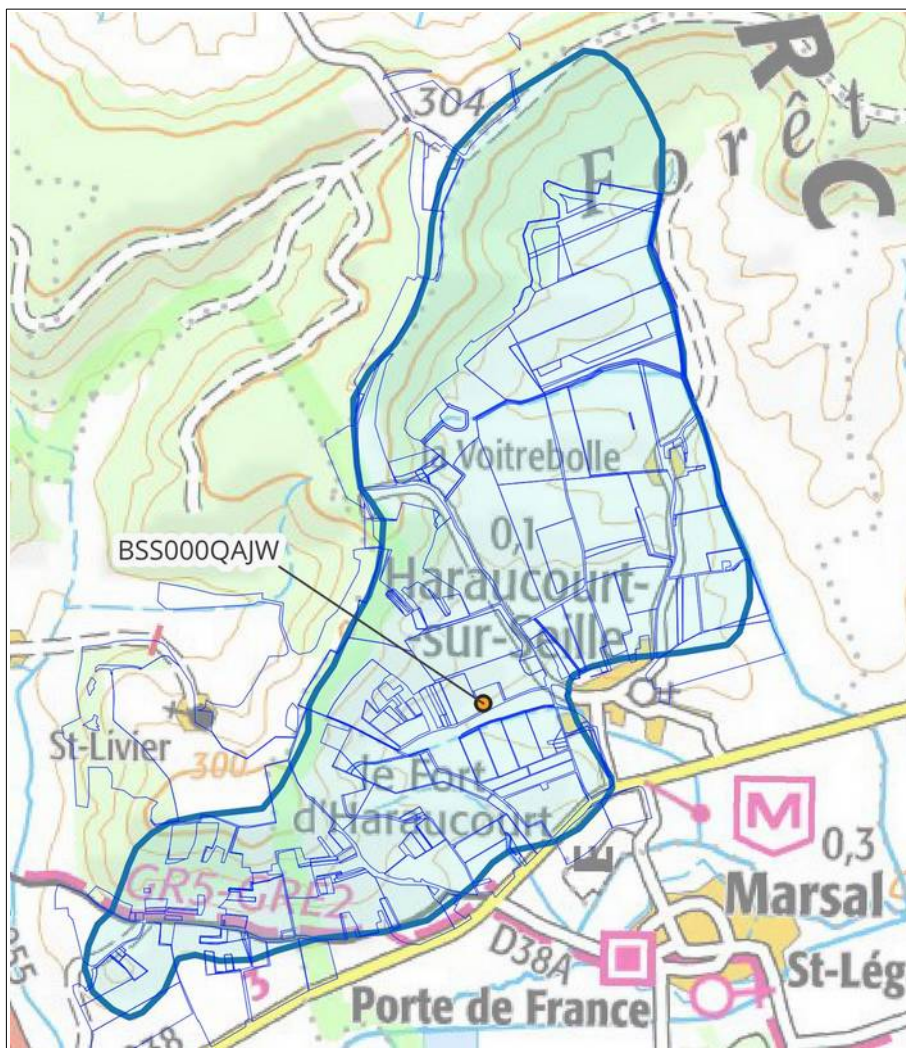 R
C
304
Forêt
la Voitrebolle
0,1
Haraucourt-
sur-Seille
BSS000QAJW
St-Livier
300
le Fort
d'Haraucourt
M
0,3
Marsal
GR5-GRE2
D38A
St-Lég
3
Porte de France